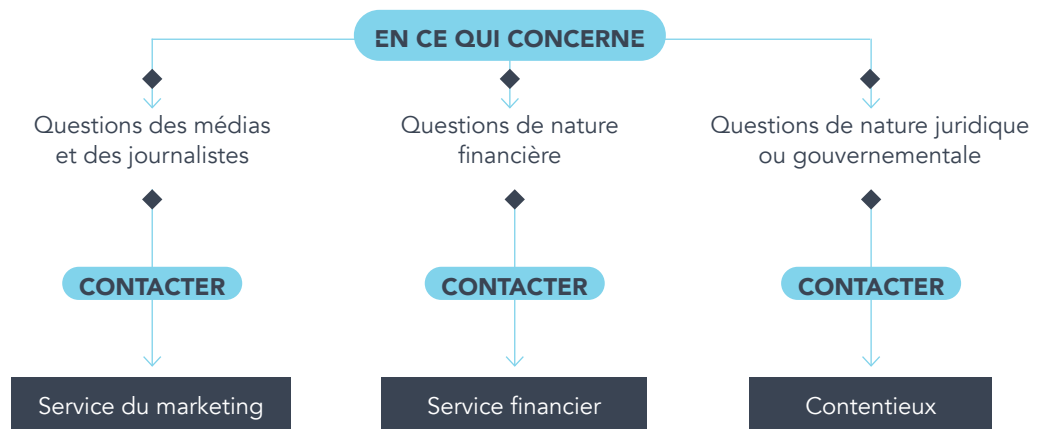 EN CE QUI CONCERNE
Questions des médias
et des journalistes
Questions de nature
financière
Questions de nature juridique
ou gouvernementale
CONTACTER
CONTACTER
CONTACTER
Service du marketing
Service financier
Contentieux